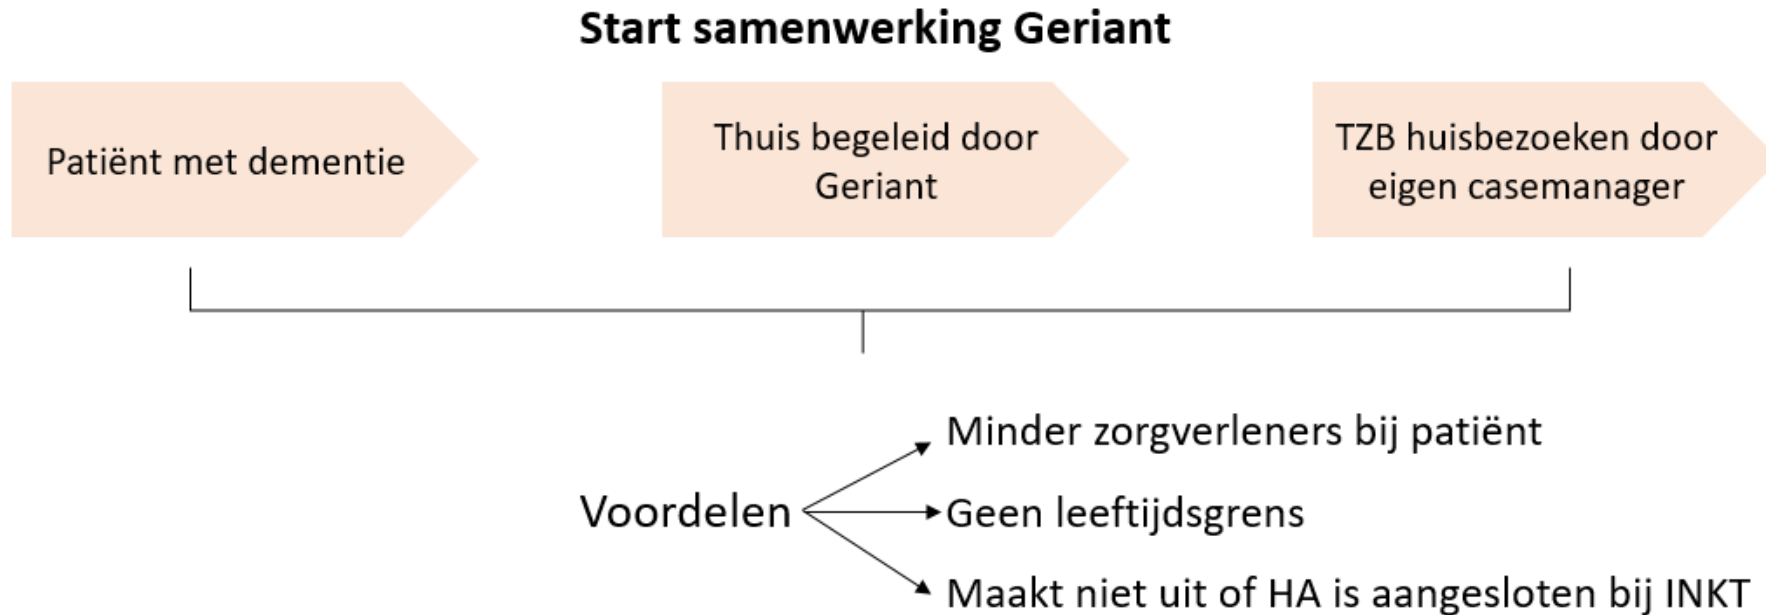 Start samenwerking Geriant
Patiënt met dementie
Thuis begeleid door
Geriant
TZB huisbezoeken door
eigen casemanager
Voordelen
Minder zorgverleners bij patiënt
Geen leeftijdsgrens
Maakt niet uit of HA is aangesloten bij INKT